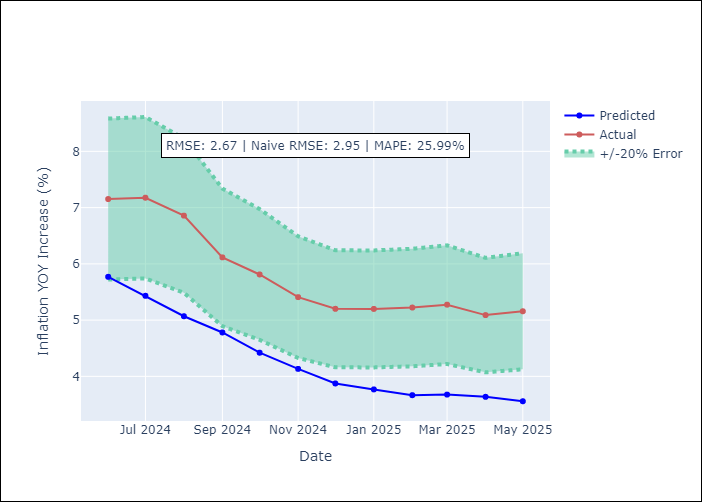 RMSE: 2.67 | Naive RMSE: 2.95 | MAPE: 25.99%
Predicted
Actual
+/-20% Error
Inflation YOY Increase (%)
8
7
6
5
4
Jul 2024
Sep 2024
Nov 2024
Jan 2025
Mar 2025
May 2025
Date